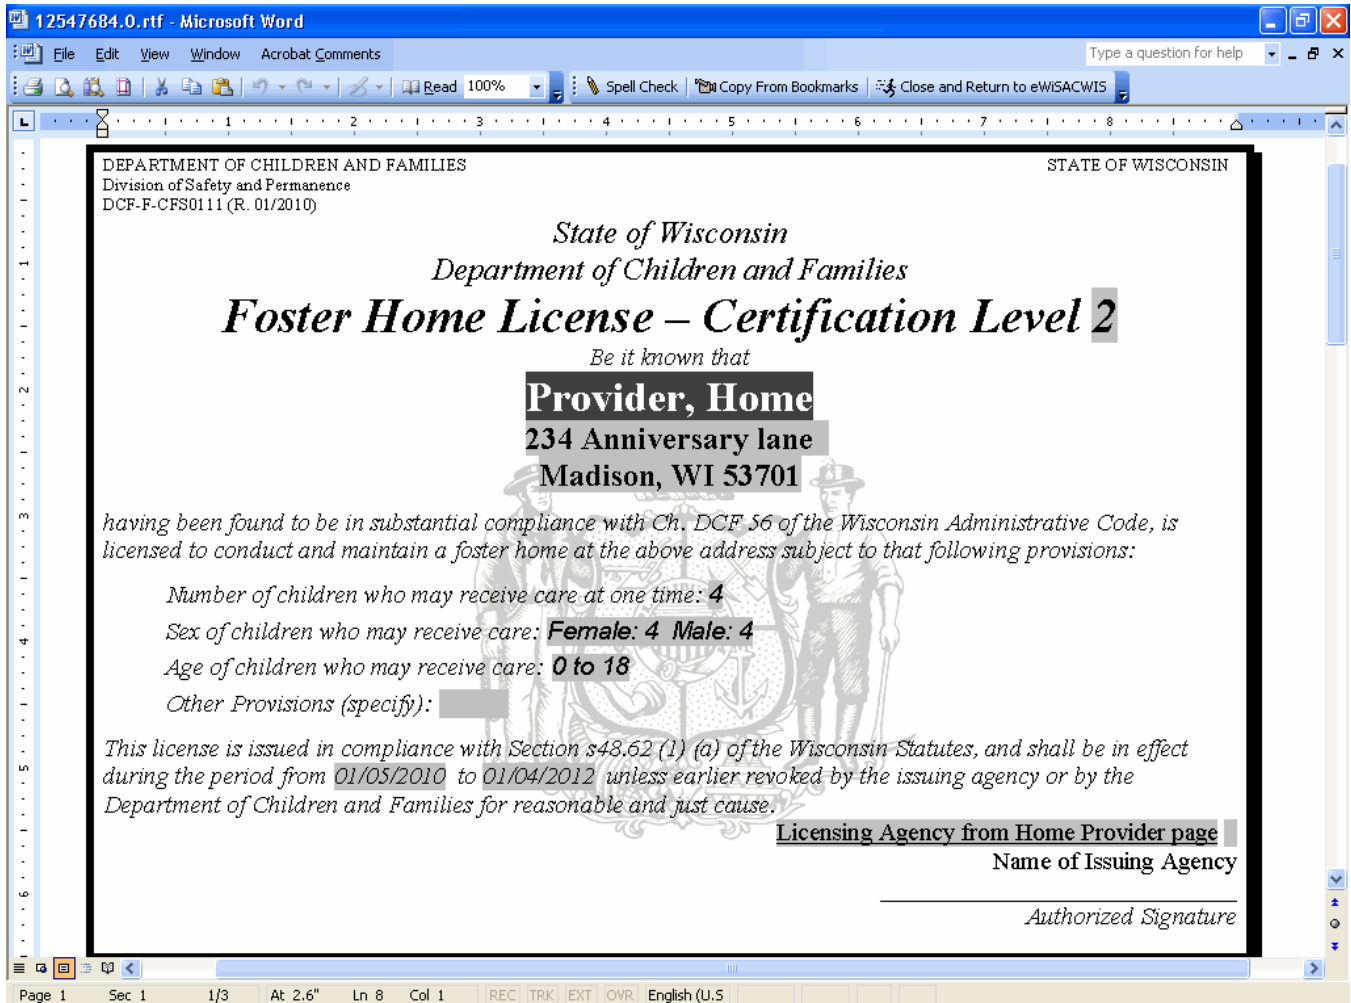 12547684.0.rtf - Microsoft Word
File Edit View Window Acrobat Comments Type a question for help
Read 100% Spell Check Copy From Bookmarks Close and Return to eWiSACWIS
1 2 3 4 5 6 7 8
DEPARTMENT OF CHILDREN AND FAMILIES STATE OF WISCONSIN
Division of Safety and Permanence
DCF-F-CFS0111 (R. 01/2010)
State of Wisconsin
Department of Children and Families
Foster Home License – Certification Level 2
Be it known that
Provider, Home
234 Anniversary lane
Madison, WI 53701
having been found to be in substantial compliance with Ch. DCF 56 of the Wisconsin Administrative Code, is
licensed to conduct and maintain a foster home at the above address subject to that following provisions:
Number of children who may receive care at one time: 4
Sex of children who may receive care: Female: 4 Male: 4
Age of children who may receive care: 0 to 18
Other Provisions (specify):
This license is issued in compliance with Section s48.62 (1) (a) of the Wisconsin Statutes, and shall be in effect
during the period from 01/05/2010 to 01/04/2012 unless earlier revoked by the issuing agency or by the
Department of Children and Families for reasonable and just cause.
Licensing Agency from Home Provider page
Name of Issuing Agency
Authorized Signature
Page 1 Sec 1 1/3 At 2.6" Ln 8 Col 1 REC TRK EXT OVR English (U.S